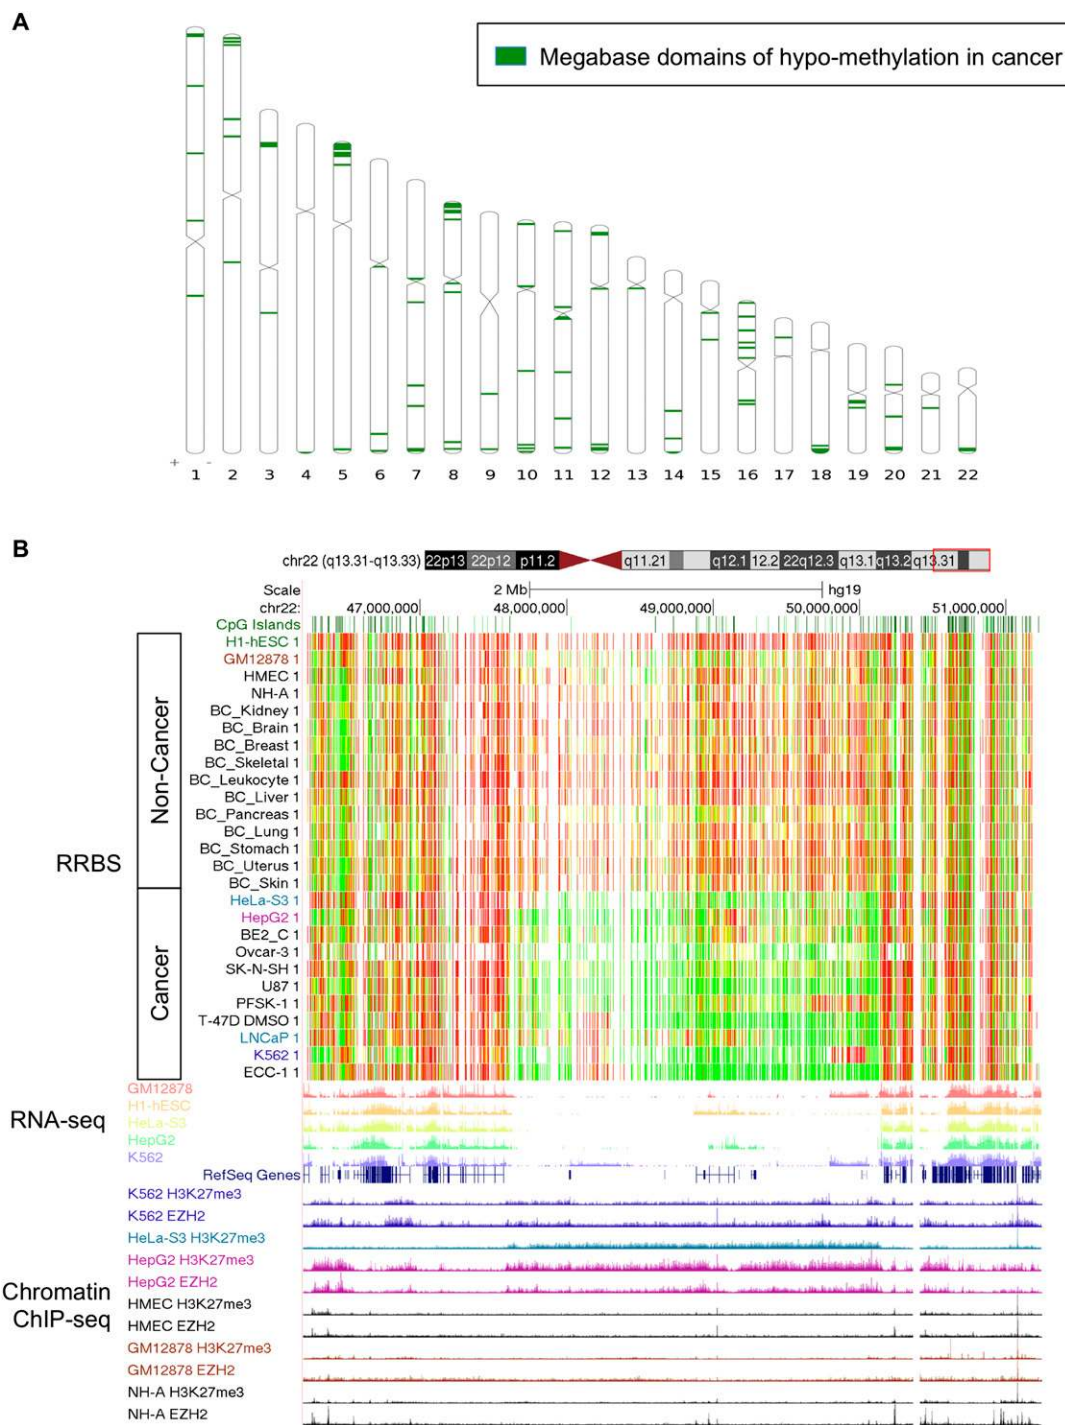 A
Megabase domains of hypo-methylation in cancer
+ -
1 2 3 4 5 6 7 8 9 10 11 12 13 14 15 16 17 18 19 20 21 22
B
chr22 (q13.31-q13.33) 22p13 22p12 p11.2 q11.21 q12.1 12.2 22q12.3 q13.1 q13.2 q13.31
Scale 2 Mb hg19
chr22: 47,000,000 48,000,000 49,000,000 50,000,000 51,000,000
CpG Islands
RRBS
Non-Cancer
H1-hESC 1
GM12878 1
HMEC 1
NH-A 1
BC_Kidney 1
BC_Brain 1
BC_Breast 1
BC_Skeletal 1
BC_Leukocyte 1
BC_Liver 1
BC_Pancreas 1
BC_Lung 1
BC_Stomach 1
BC_Uterus 1
BC_Skin 1
Cancer
HeLa-S3 1
HepG2 1
BE2_C 1
Ovcar-3 1
SK-N-SH 1
U87 1
PFSK-1 1
T-47D DMSO 1
LNCaP 1
K562 1
ECC-1 1
RNA-seq
GM12878
H1-hESC
HeLa-S3
HepG2
K562
RefSeq Genes
Chromatin
ChIP-seq
K562 H3K27me3
K562 EZH2
HeLa-S3 H3K27me3
HepG2 H3K27me3
HepG2 EZH2
HMEC H3K27me3
HMEC EZH2
GM12878 H3K27me3
GM12878 EZH2
NH-A H3K27me3
NH-A EZH2